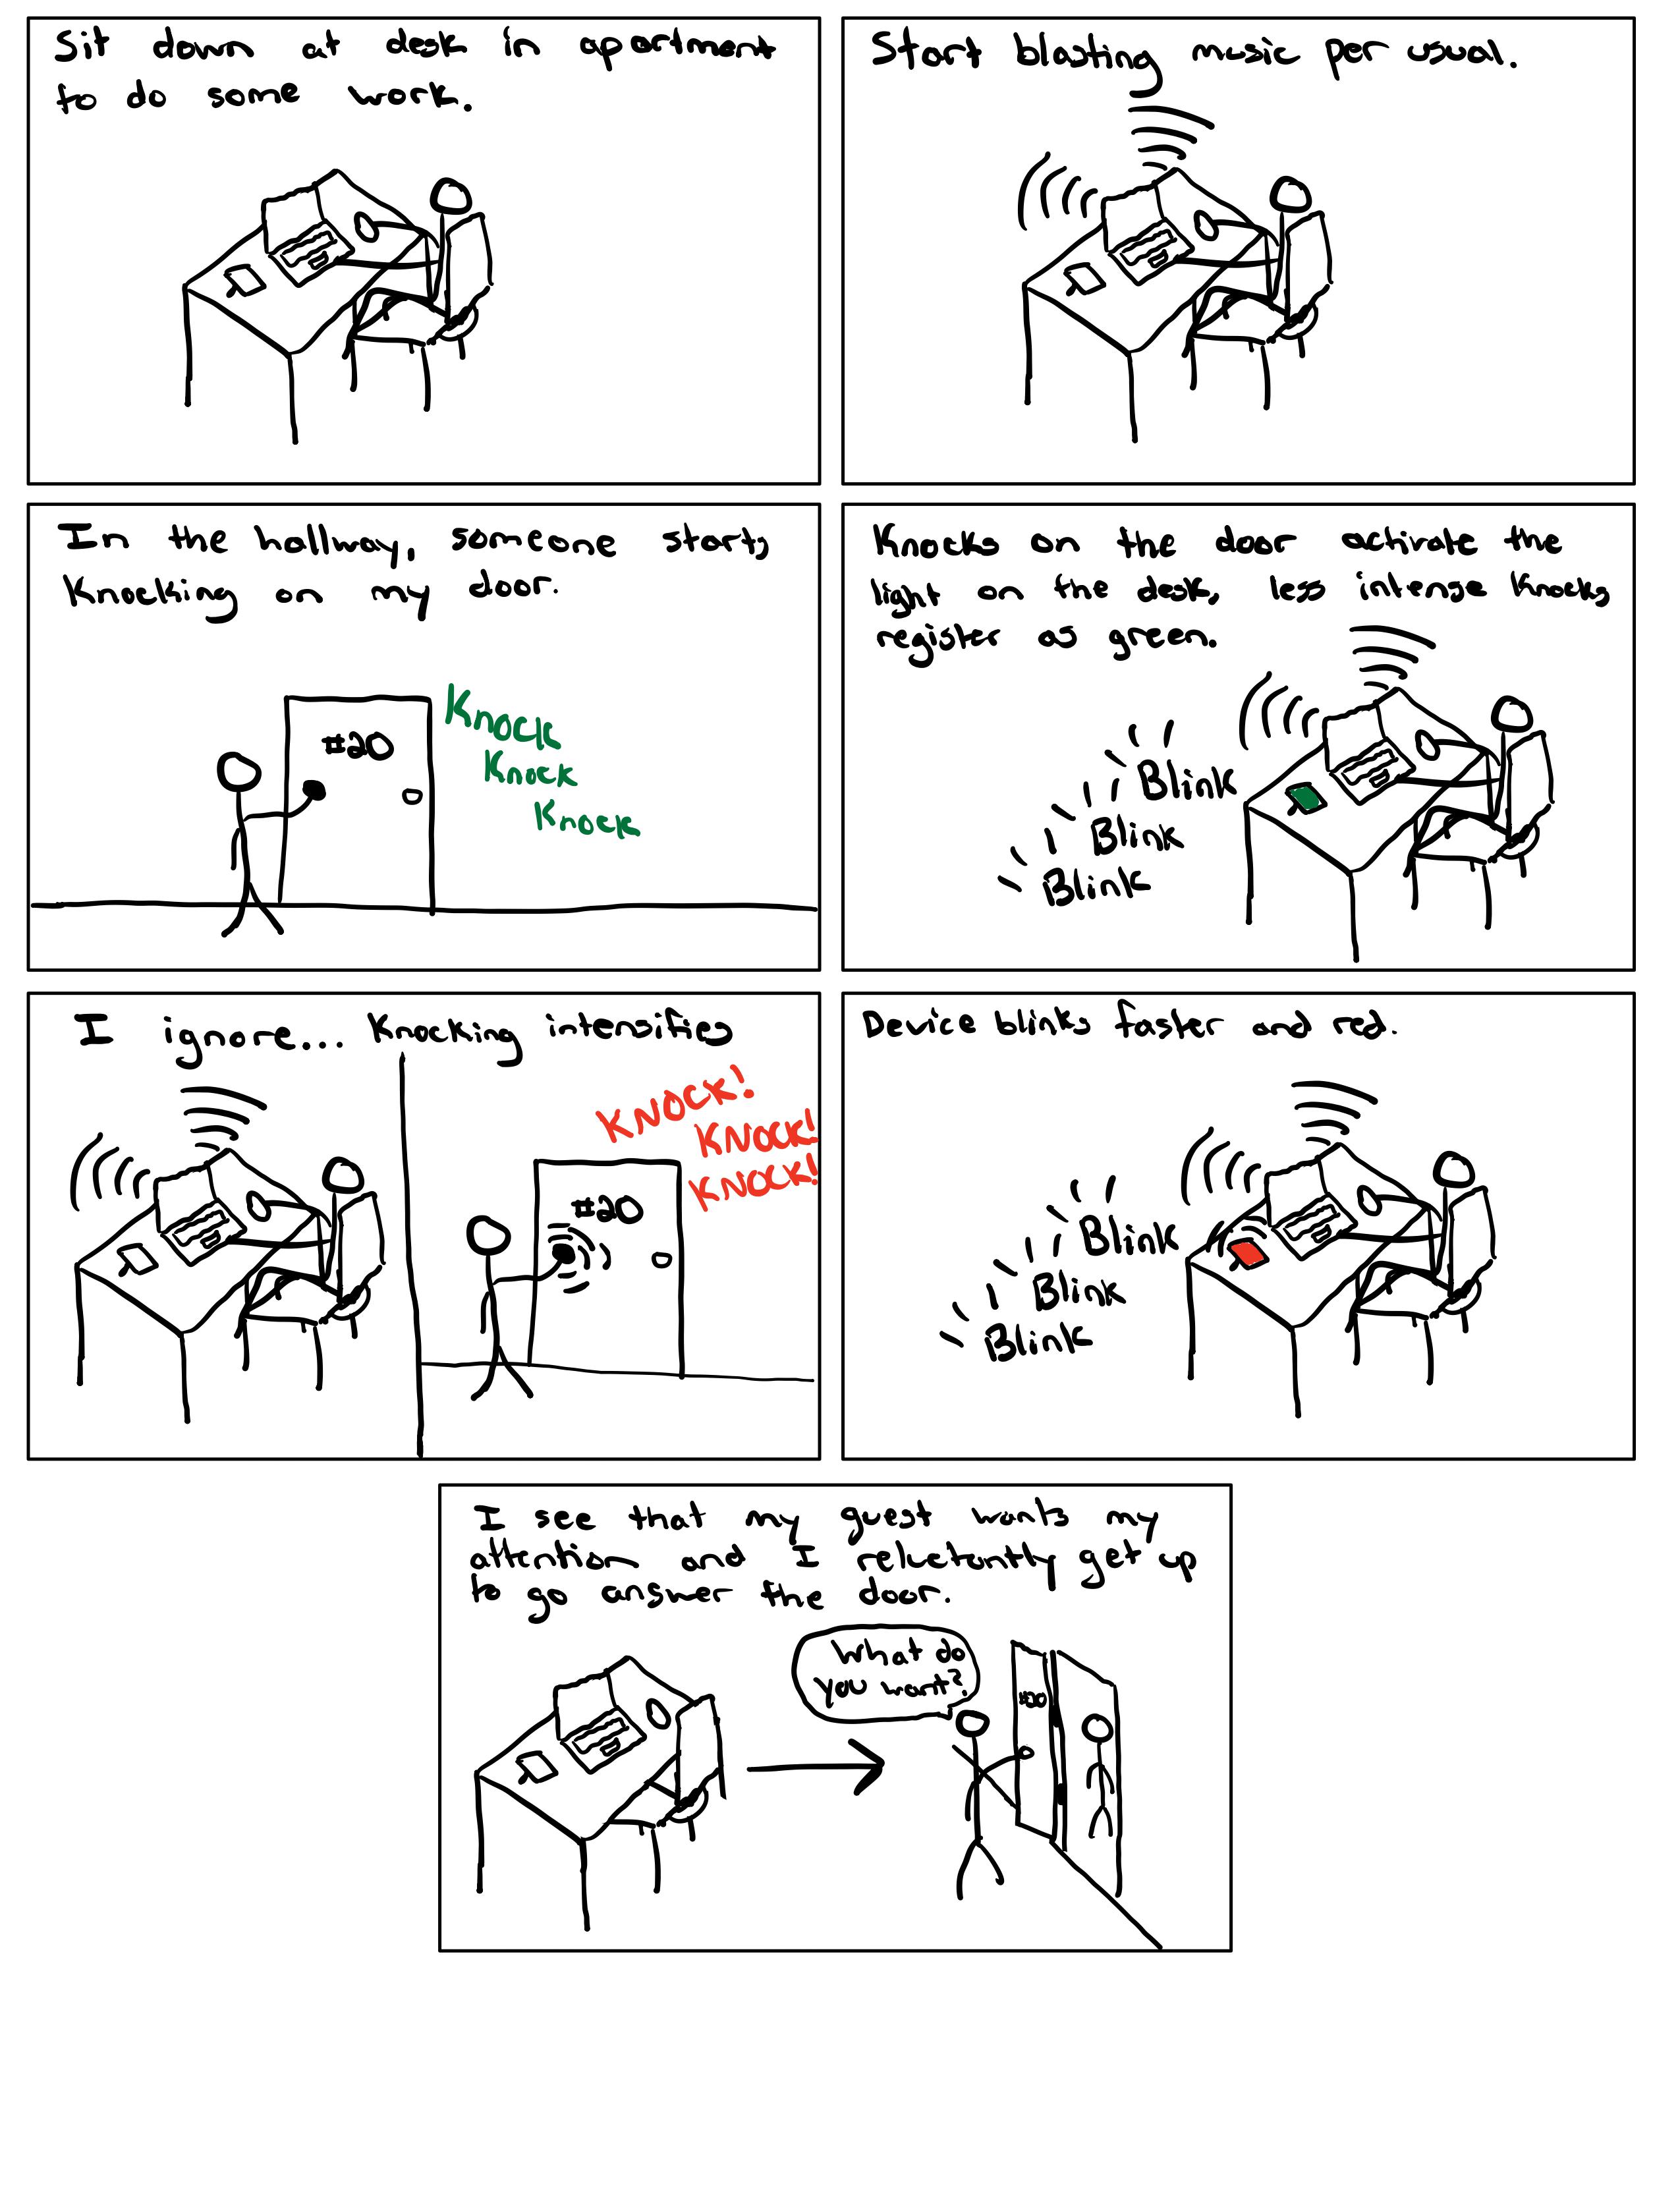 Sit down at desk in apartment
to do some work.
Start blasting music per usual.
In the hallway, someone starts
Knocking on my door.
#20
Knock
Knock
Knock
Knocks on the door activate the
light on the desk, less intense knocks
register as green.
Blink
Blink
Blink
I ignore... Knocking intensifies
KNOCK!
KNOCK!
KNOCK!
#20
Device blinks faster and red.
Blink
Blink
Blink
I see that my guest wants my
attention and I reluctantly get up
to go answer the door.
What do
you want?
#20